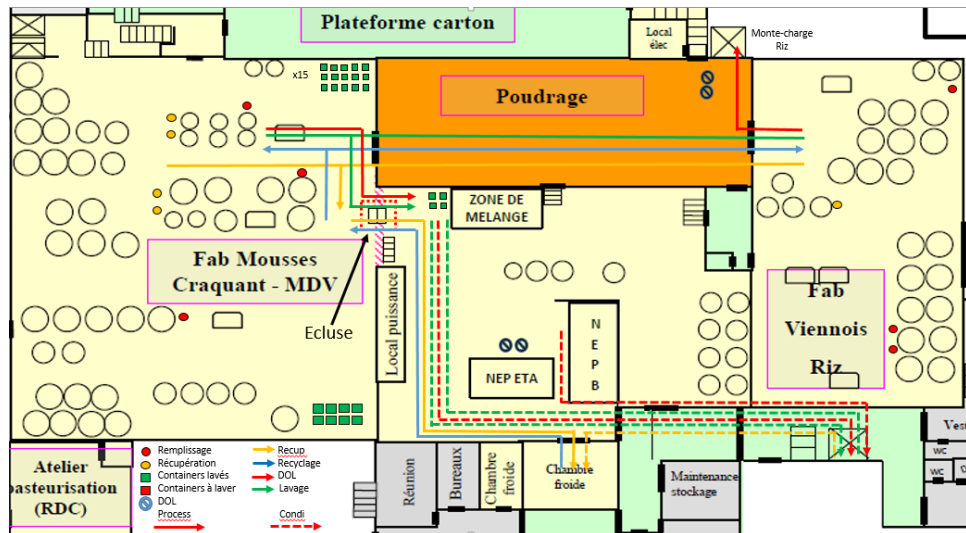 Plateforme carton
Local
élec
Monte-charge
Riz
x15
Poudrage
ZONE DE
MELANGE
Fab Mousses
Craquant - MDV
Ecluse
Local puissance
NEP ETA
N
E
P
B
Fab
Viennois
Riz
Atelier
pasteurisation
(RDC)
Remplissage
Récupération
Containers lavés
Containers à laver
DOL
Process
Recup
Recyclage
DOL
Lavage
Condi
Réunion
Bureaux
Chambre
froide
Chambre
froide
Maintenance
stockage
Vest
WC
WC